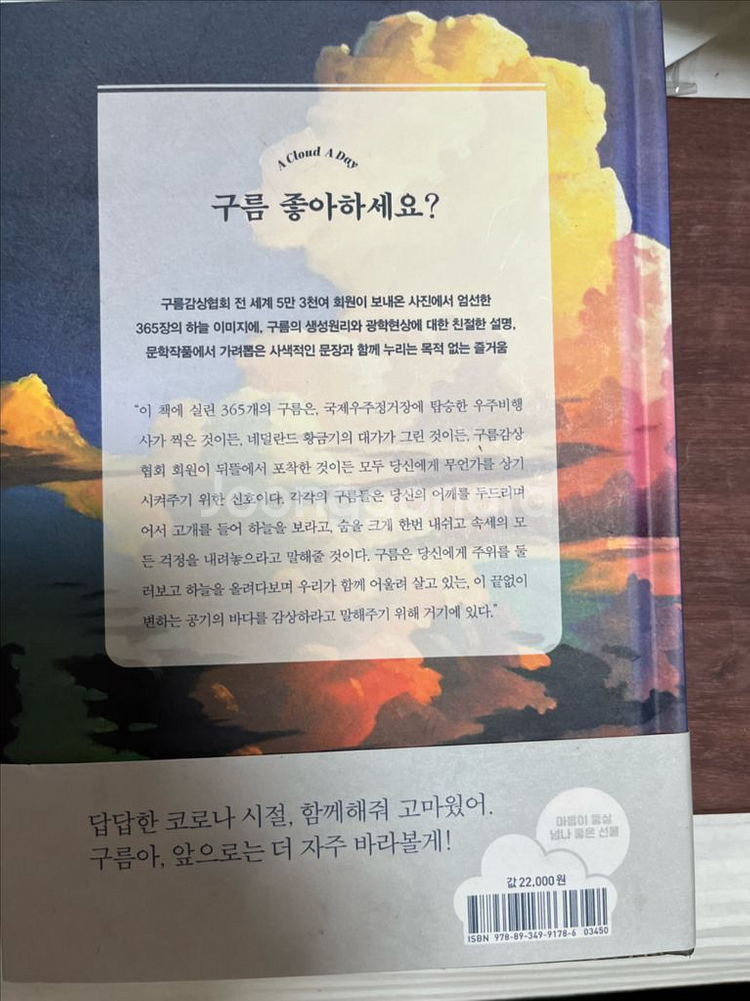 A Cloud A Day
구름 좋아하세요?
구름감상협회 전 세계 5만 3천여 회원이 보내온 사진에서 엄선한
365장의 하늘 이미지에, 구름의 생성원리와 광학현상에 대한 친절한 설명,
문학작품에서 가려뽑은 사색적인 문장과 함께 누리는 목적 없는 즐거움
“이 책에 실린 365개의 구름은, 국제우주정거장에 탑승한 우주비행
사가 찍은 것이든, 네덜란드 황금기의 대가가 그린 것이든, 구름감상
협회 회원이 뒤뜰에서 포착한 것이든 모두 당신에게 무언가를 상기
시켜주기 위한 신호이다. 각각의 구름들은 당신의 어깨를 두드리며
어서 고개를 들어 하늘을 보라고, 숨을 크게 한번 내쉬고 속세의 모
든 걱정을 내려놓으라고 말해줄 것이다. 구름은 당신에게 주위를 둘
러보고 하늘을 올려다보며 우리가 함께 어울려 살고 있는, 이 끝없이
변하는 공기의 바다를 감상하라고 말해주기 위해 거기에 있다.”
답답한 코로나 시절, 함께해줘 고마웠어.
구름아, 앞으로는 더 자주 바라볼게!
마음이 몽실
넘나 좋은 선물
값 22,000원
ISBN 978-89-349-9178-6 03450